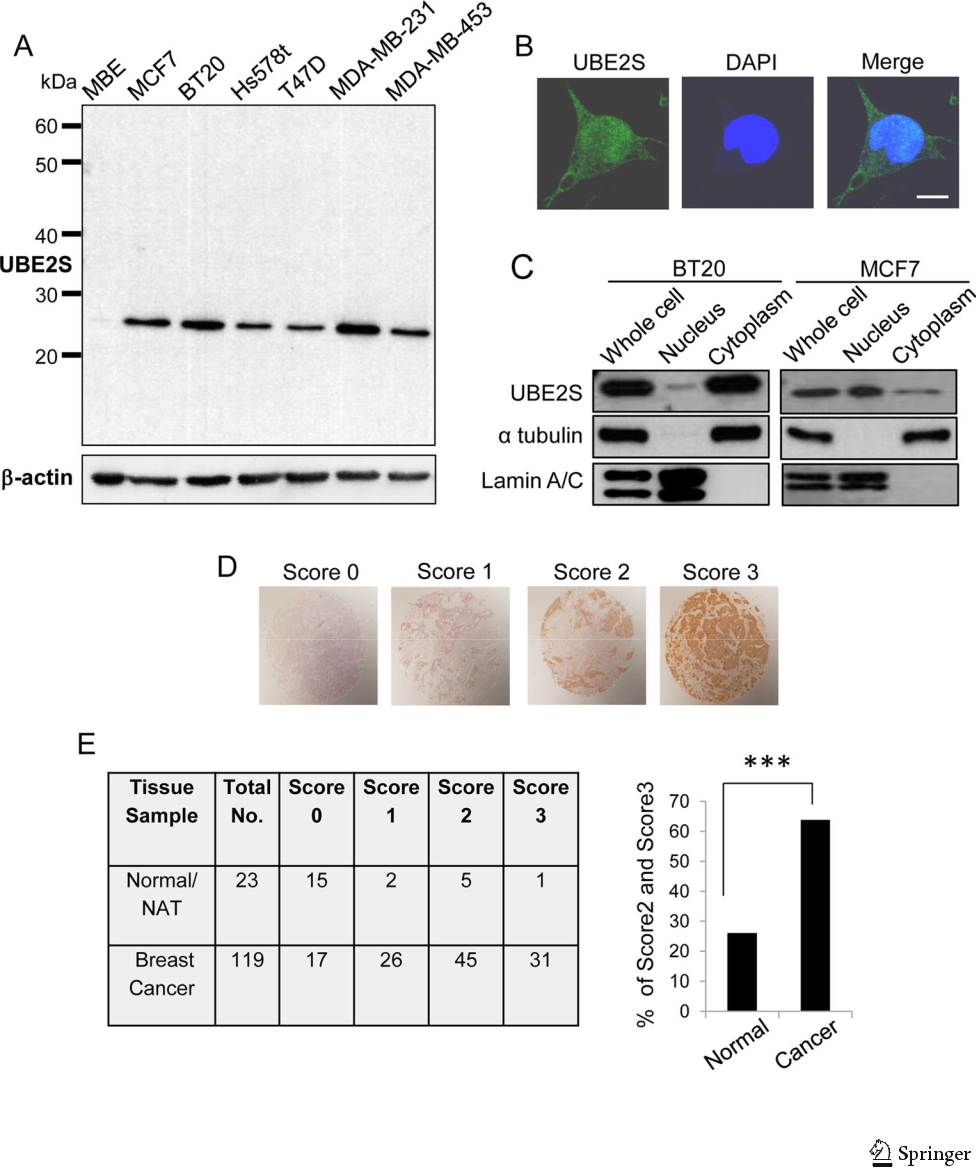 A
kDa
MBE
MCF7
BT20
Hs578t
T47D
MDA-MB-231
MDA-MB-453
60
50
40
UBE2S
30
20
β-actin
B
UBE2S DAPI Merge
C
BT20 MCF7
Whole cell Nucleus Cytoplasm Whole cell Nucleus Cytoplasm
UBE2S
α tubulin
Lamin A/C
D
Score 0 Score 1 Score 2 Score 3
E
Tissue Sample Total No. Score 0 Score 1 Score 2 Score 3
Normal/ NAT 23 15 2 5 1
Breast Cancer 119 17 26 45 31
***
% of Score2 and Score3
70
60
50
40
30
20
10
0
Normal
Cancer
Springer